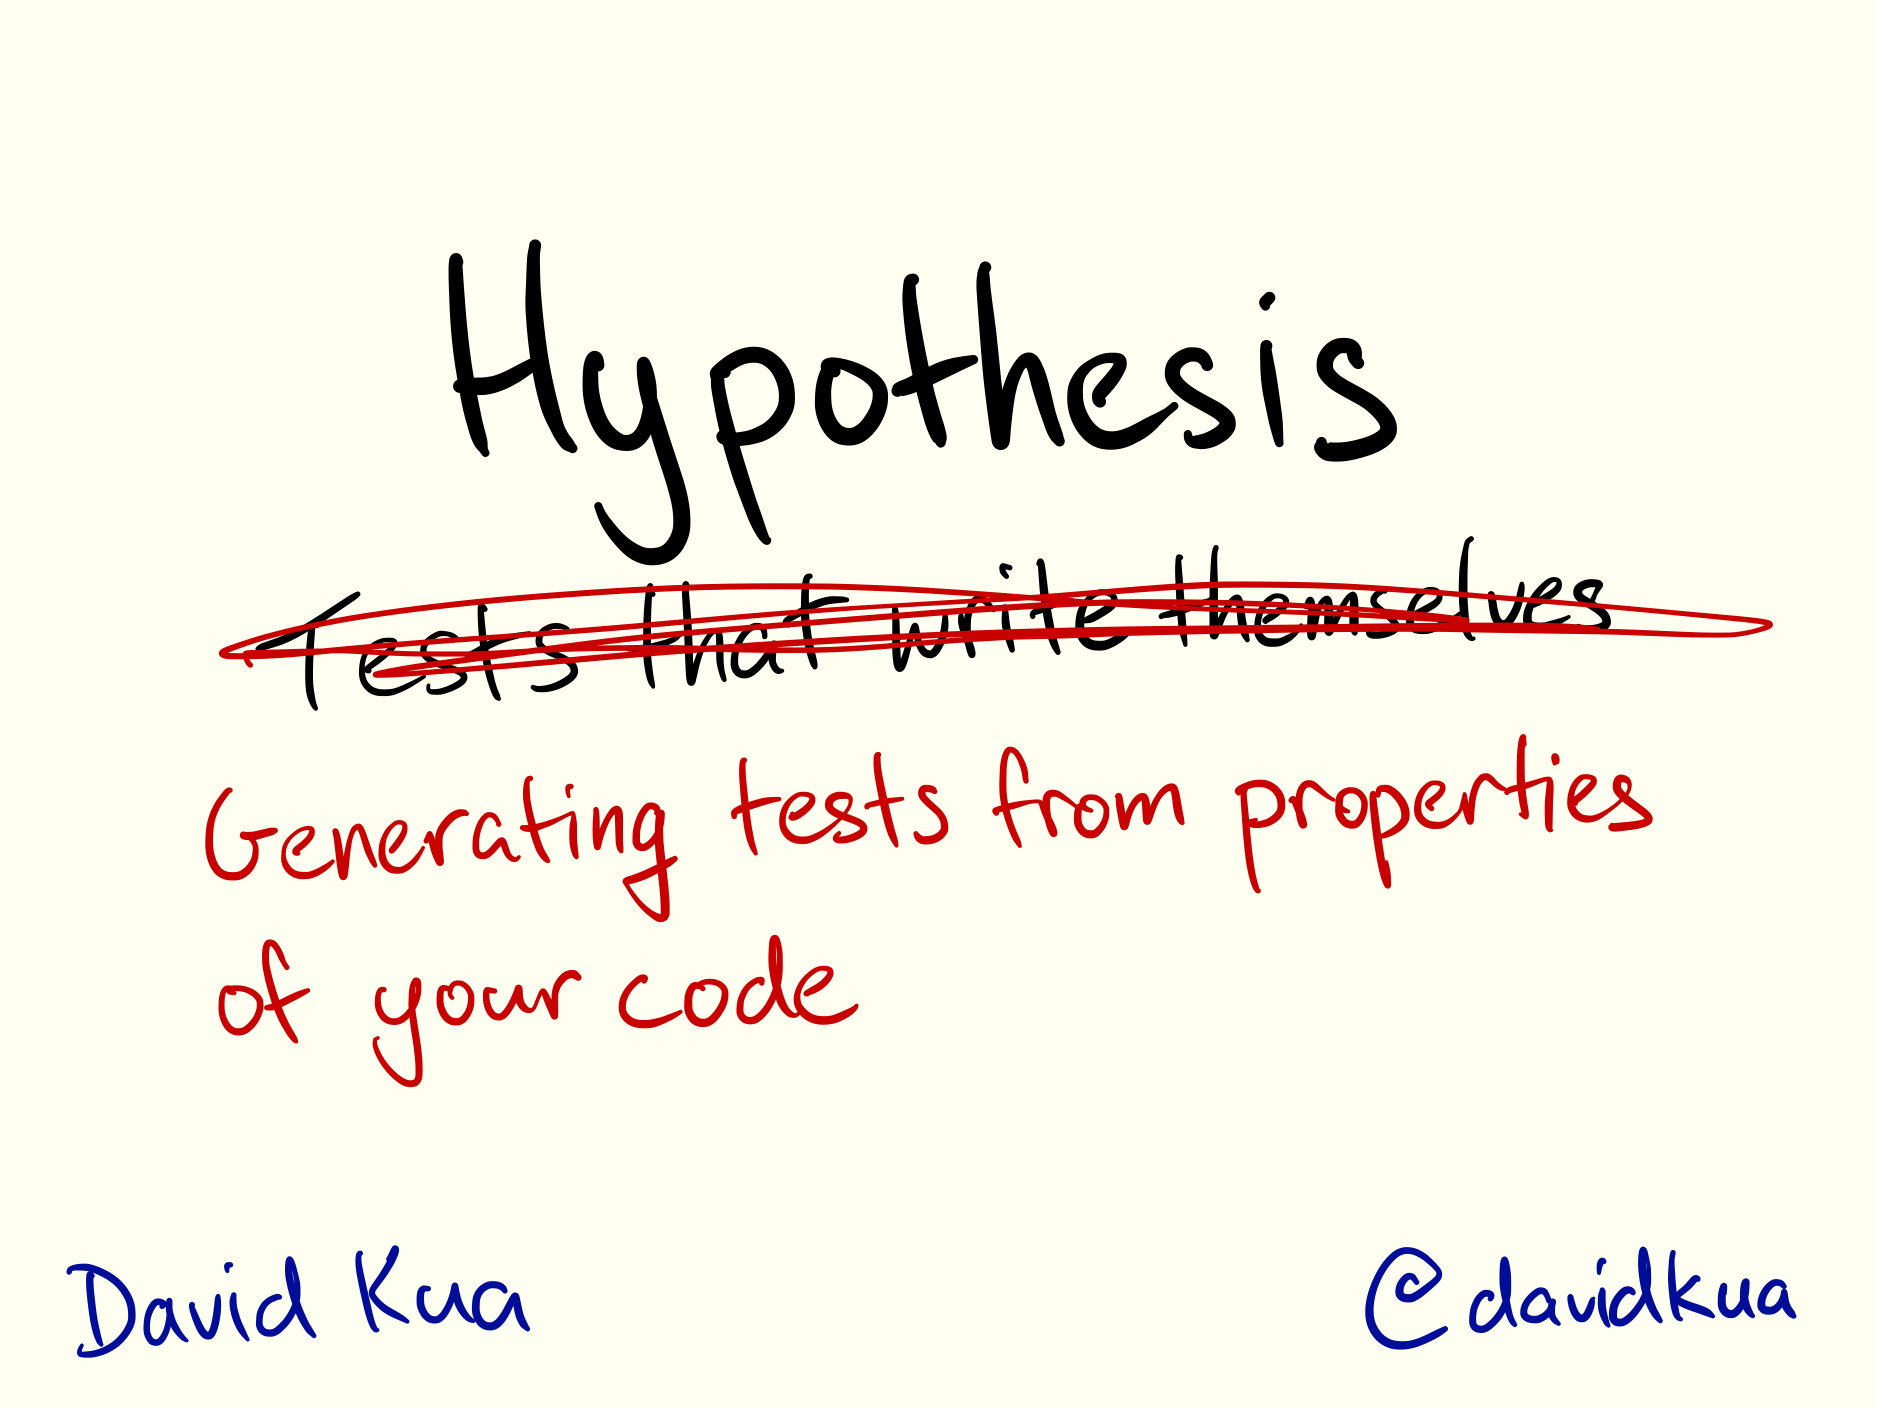 Hypothesis
Tests that write themselves
Generating tests from properties
of your code
David Kua
@davidkua